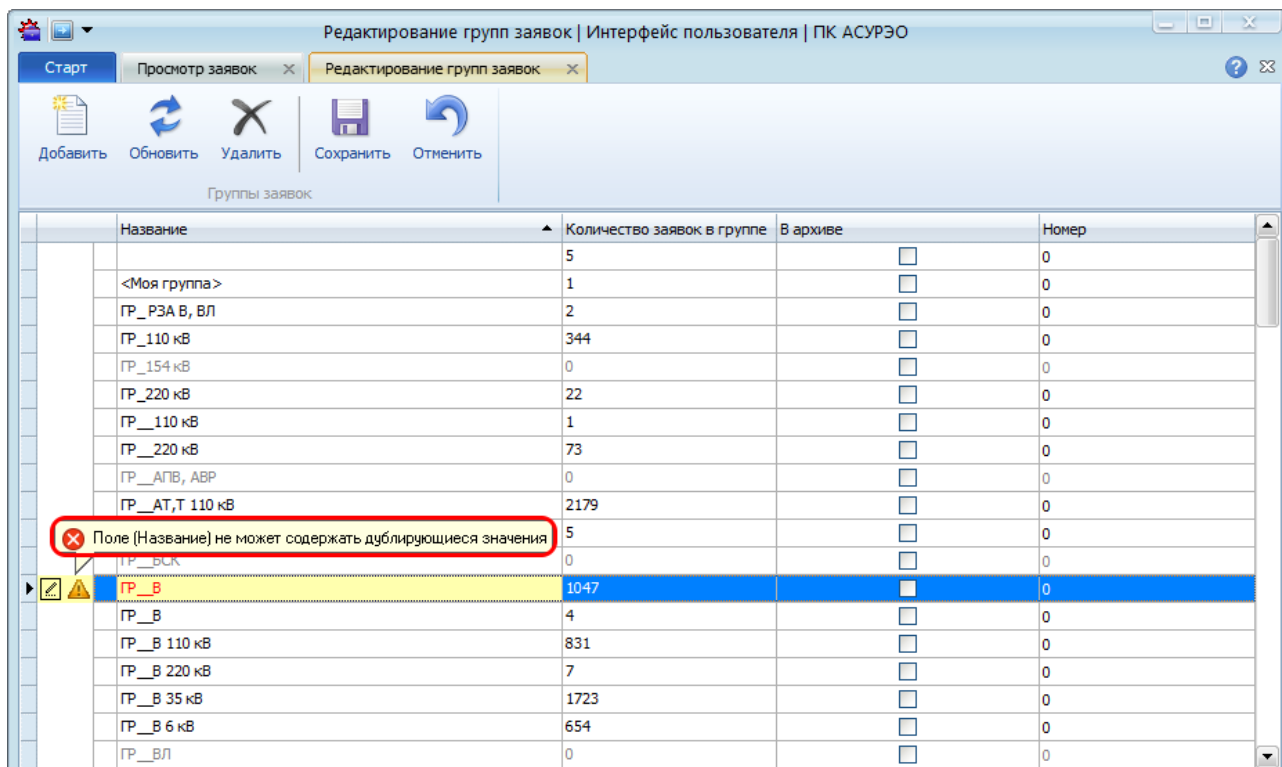 Редактирование групп заявок | Интерфейс пользователя | ПК АСУРЭО
Старт Просмотр заявок Редактирование групп заявок
Добавить Обновить Удалить Сохранить Отменить
Группы заявок
Название Количество заявок в группе В архиве Номер
5 0
<Моя группа> 1 0
ГР_РЗА В, ВЛ 2 0
ГР_110 кВ 344 0
ГР_154 кВ 0 0
ГР_220 кВ 22 0
ГР__110 кВ 1 0
ГР__220 кВ 73 0
ГР__АПВ, АВР 0 0
ГР__АТ,Т 110 кВ 2179 0
Поле (Название) не может содержать дублирующиеся значения 5 0
ГР__БСК 0 0
ГР__В 1047 0
ГР__В 4 0
ГР__В 110 кВ 831 0
ГР__В 220 кВ 7 0
ГР__В 35 кВ 1723 0
ГР__В 6 кВ 654 0
ГР__ВЛ 0 0